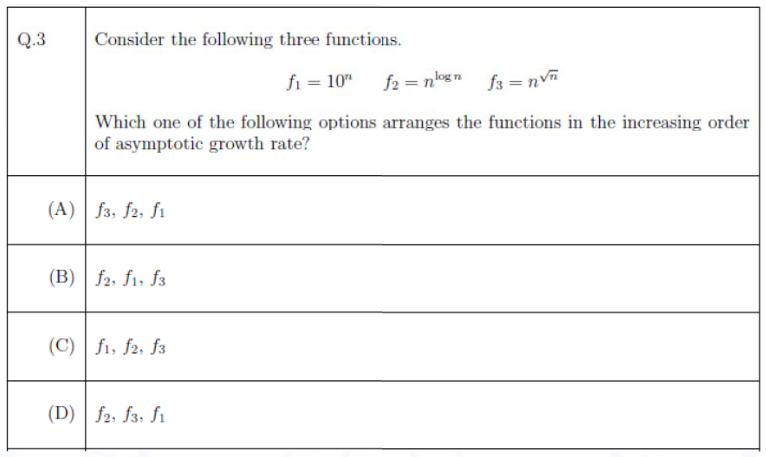 Q.3 Consider the following three functions.
f₁ = 10ⁿ f₂ = n^{log n} f₃ = n^{√n}
Which one of the following options arranges the functions in the increasing order
of asymptotic growth rate?
(A) f₃, f₂, f₁
(B) f₂, f₁, f₃
(C) f₁, f₂, f₃
(D) f₂, f₃, f₁